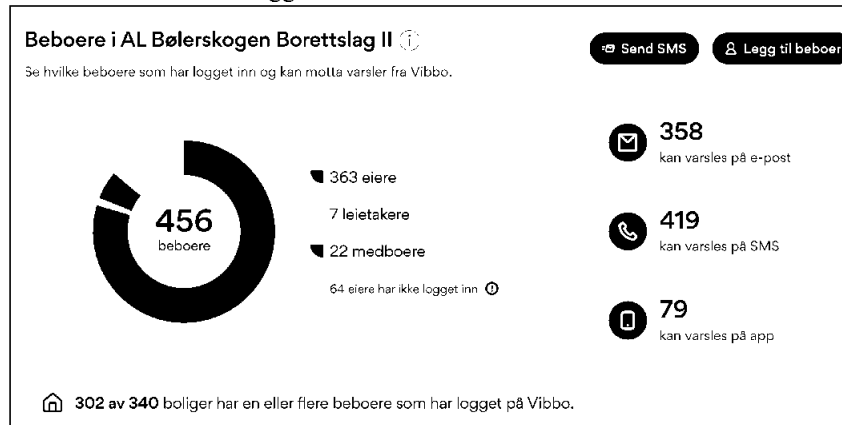 Beboere i AL Bølerskogen Borettslag II
Send SMS
Legg til beboer
Se hvilke beboere som har logget inn og kan motta varsler fra Vibbo.
456
beboere
363 eiere
7 leietakere
22 medboere
64 eiere har ikke logget inn
358
kan varsles på e-post
419
kan varsles på SMS
79
kan varsles på app
302 av 340 boliger har en eller flere beboere som har logget på Vibbo.